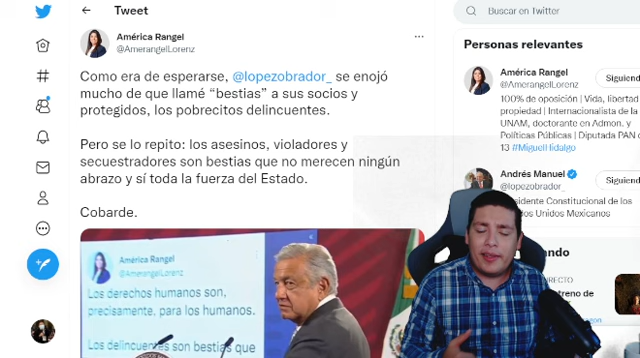 Tweet
Buscar en Twitter
América Rangel
@AmerangelLorenz
Como era de esperarse, @lopezobrador_ se enojó
mucho de que llamé “bestias” a sus socios y
protegidos, los pobrecitos delincuentes.
Pero se lo repito: los asesinos, violadores y
secuestradores son bestias que no merecen ningún
abrazo y sí toda la fuerza del Estado.
Cobarde.
América Rangel
@AmerangelLorenz
Los derechos humanos son,
precisamente, para los humanos.
Los delincuentes son bestias que
Personas relevantes
América Rangel
@AmerangelLorenz
Siguiend
100% de oposición | Vida, libertad
propiedad | Internacionalista de la
UNAM, doctorante en Admon. y
Políticas Públicas | Diputada PAN
13 #MiguelHidalgo
Andrés Manuel
@lopezobrador_
Siguiend
Constitucional de los
Unidos Mexicanos